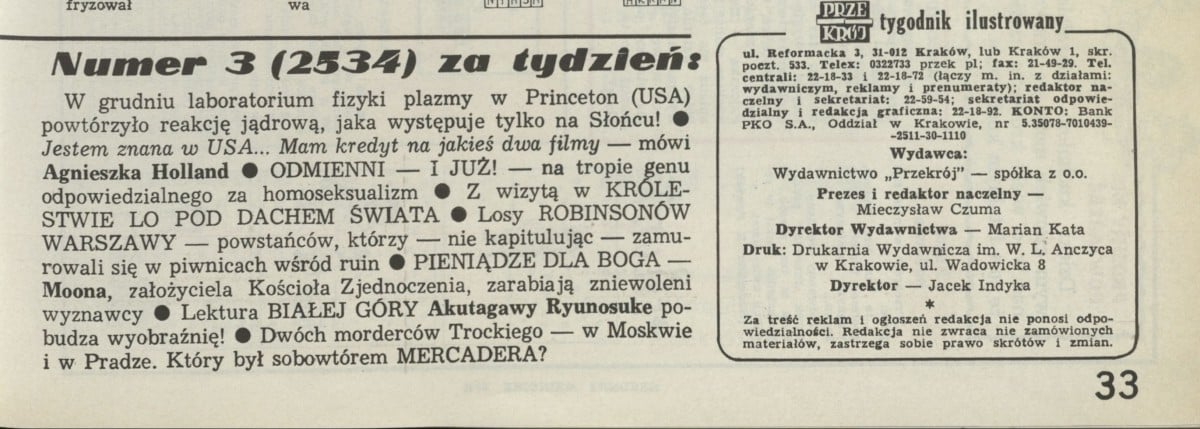 fryzował
wa
Numer 3 (2534) za tydzień:
W grudniu laboratorium fizyki plazmy w Princeton (USA)
powtórzyło reakcję jądrową, jaka występuje tylko na Słońcu! ●
Jestem znana w USA... Mam kredyt na jakieś dwa filmy — mówi
Agnieszka Holland ● ODMIENNI — I JUŻ! — na tropie genu
odpowiedzialnego za homoseksualizm ● Z wizytą w KRÓLE-
STWIE LO POD DACHEM ŚWIATA ● Losy ROBINSONÓW
WARSZAWY — powstańców, którzy — nie kapitulując — zamu-
rowali się w piwnicach wśród ruin ● PIENIĄDZE DLA BOGA —
Moona, założyciela Kościoła Zjednoczenia, zarabiają zniewoleni
wyznawcy ● Lektura BIAŁEJ GÓRY Akutagawy Ryunosuke po-
budza wyobraźnię! ● Dwóch morderców Trockiego — w Moskwie
i w Pradze. Który był sobowtórem MERCADERA?
PRZE
KRÓJ tygodnik ilustrowany
ul. Reformacka 3, 31-012 Kraków, lub Kraków 1, skr.
poczt. 533. Telex: 0322733 przek pl; fax: 21-49-29. Tel.
centrali: 22-18-33 i 22-18-72 (łączy m. in. z działami:
wydawniczym, reklamy i prenumeraty); redaktor na-
czelny i sekretariat: 22-59-54; sekretariat odpowie-
dzialny i redakcja graficzna: 22-18-92. KONTO: Bank
PKO S.A., Oddział w Krakowie, nr 5.35078-7010439-
-2511-30-1110
Wydawca:
Wydawnictwo „Przekrój” — spółka z o.o.
Prezes i redaktor naczelny —
Mieczysław Czuma
Dyrektor Wydawnictwa — Marian Kata
Druk: Drukarnia Wydawnicza im. W. L. Anczyca
w Krakowie, ul. Wadowicka 8
Dyrektor — Jacek Indyka
*
Za treść reklam i ogłoszeń redakcja nie ponosi odpo-
wiedzialności. Redakcja nie zwraca nie zamówionych
materiałów, zastrzega sobie prawo skrótów i zmian.
33